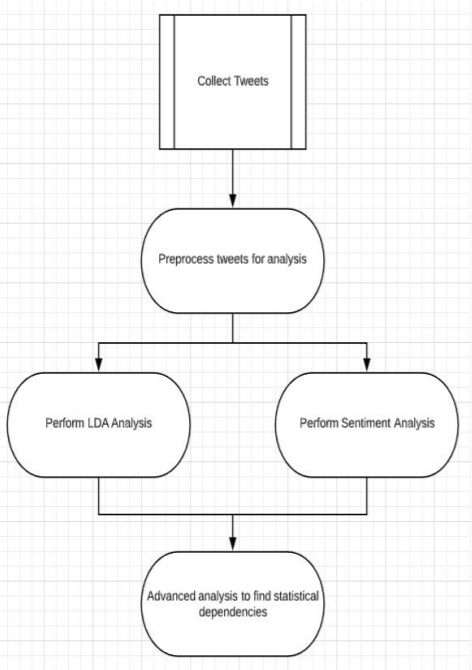 Collect Tweets
Preprocess tweets for analysis
Perform LDA Analysis
Perform Sentiment Analysis
Advanced analysis to find statistical
dependencies